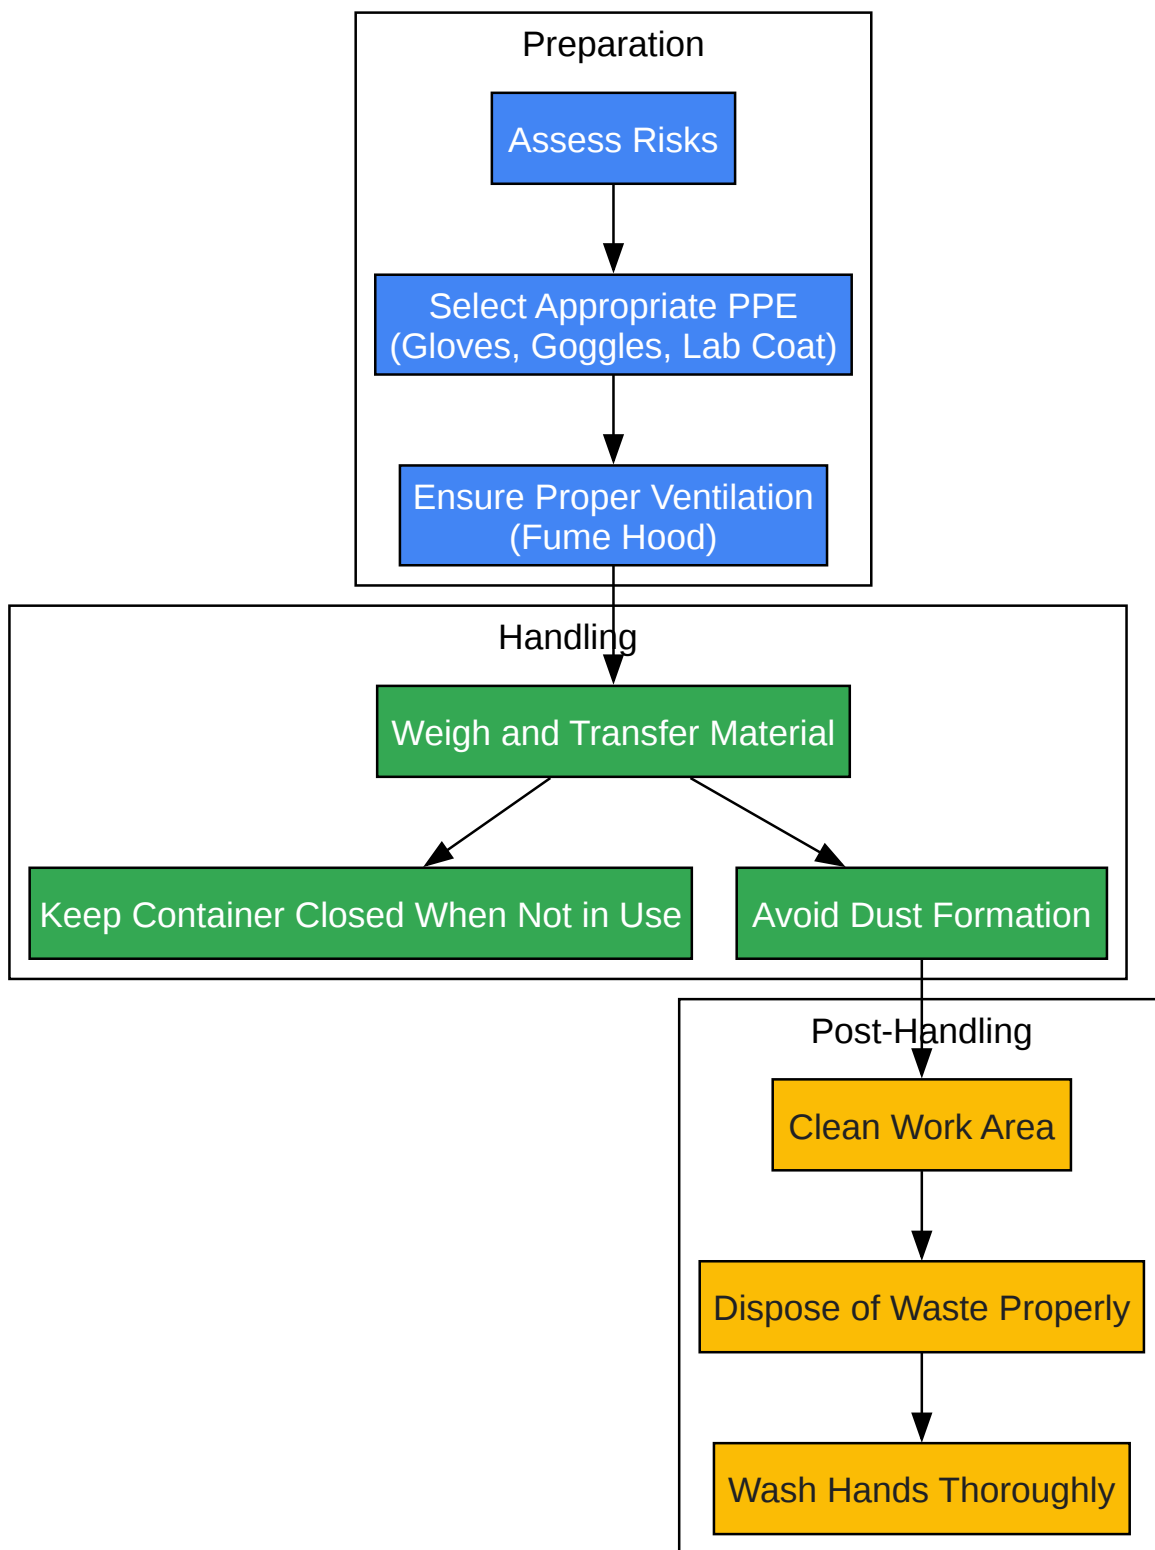 Preparation
Assess Risks
Select Appropriate PPE
(Gloves, Goggles, Lab Coat)
Ensure Proper Ventilation
(Fume Hood)
Handling
Weigh and Transfer Material
Keep Container Closed When Not in Use
Avoid Dust Formation
Post-Handling
Clean Work Area
Dispose of Waste Properly
Wash Hands Thoroughly